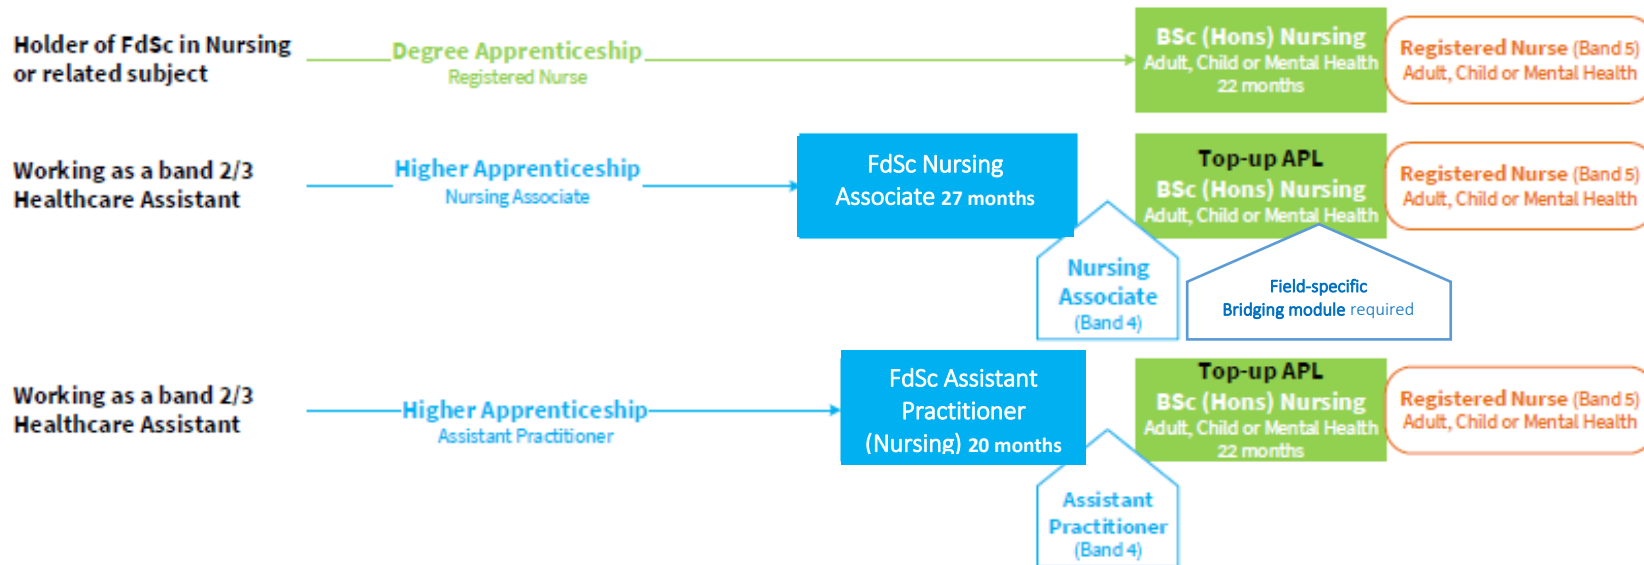 Holder of FdSc in Nursing
or related subject
Degree Apprenticeship
Registered Nurse
BSc (Hons) Nursing
Adult, Child or Mental Health
22 months
Registered Nurse (Band 5)
Adult, Child or Mental Health
Working as a band 2/3
Healthcare Assistant
Higher Apprenticeship
Nursing Associate
FdSc Nursing
Associate 27 months
Top-up APL
BSc (Hons) Nursing
Adult, Child or Mental Health
Registered Nurse (Band 5)
Adult, Child or Mental Health
Nursing
Associate
(Band 4)
Field-specific
Bridging module required
Working as a band 2/3
Healthcare Assistant
Higher Apprenticeship
Assistant Practitioner
FdSc Assistant
Practitioner
(Nursing) 20 months
Top-up APL
BSc (Hons) Nursing
Adult, Child or Mental Health
22 months
Registered Nurse (Band 5)
Adult, Child or Mental Health
Assistant
Practitioner
(Band 4)